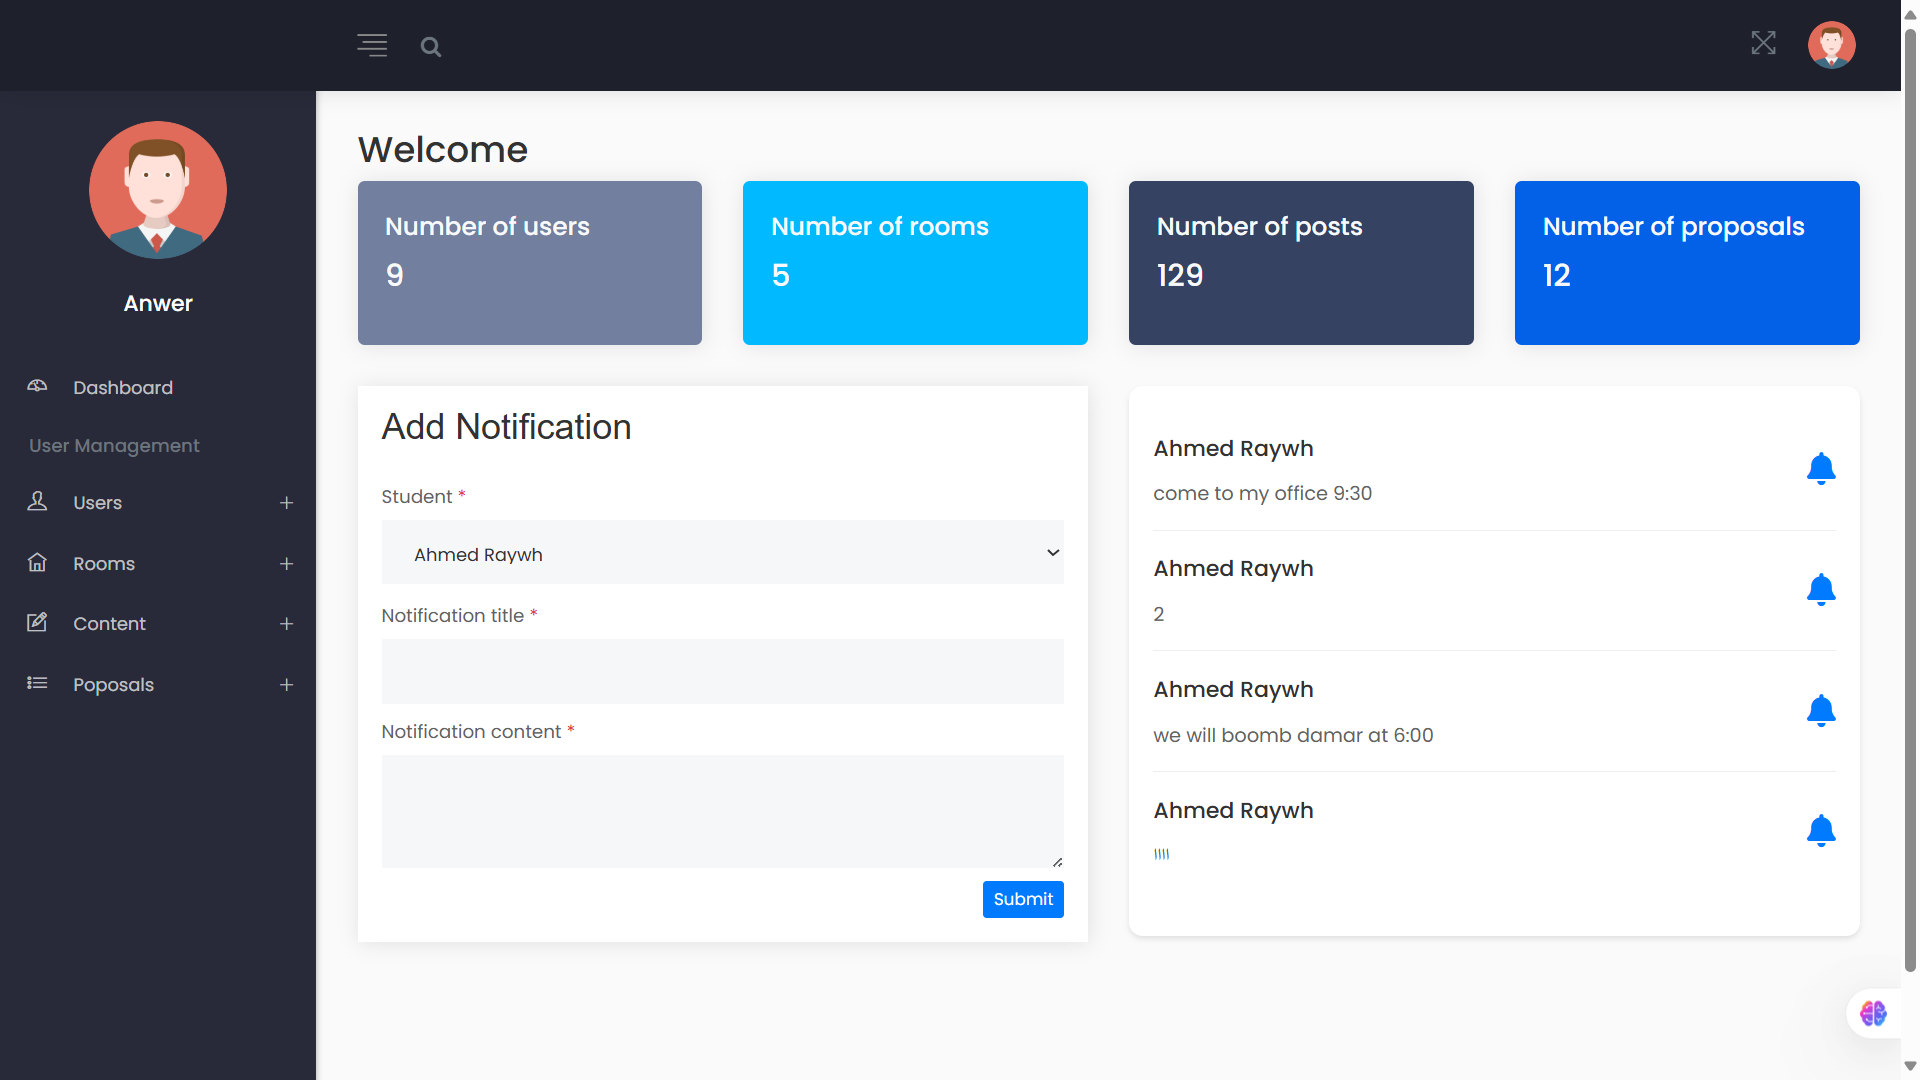 Welcome
Anwer
Dashboard
User Management
Users
Rooms
Content
Poposals
Number of users
9
Number of rooms
5
Number of posts
129
Number of proposals
12
Add Notification
Student *
Ahmed Raywh
Notification title *
Notification content *
Submit
Ahmed Raywh
come to my office 9:30
Ahmed Raywh
2
Ahmed Raywh
we will boomb damar at 6:00
Ahmed Raywh